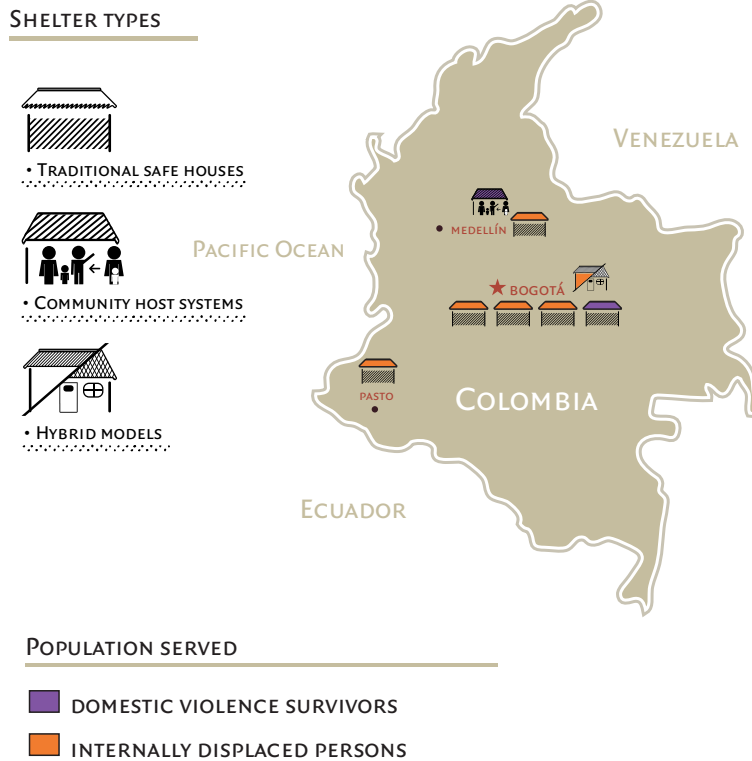 Shelter types
• Traditional safe houses
• Community host systems
• Hybrid models
Venezuela
Pacific Ocean
MEDELLÍN
BOGOTÁ
PASTO
Colombia
Ecuador
Population served
DOMESTIC VIOLENCE SURVIVORS
INTERNALLY DISPLACED PERSONS